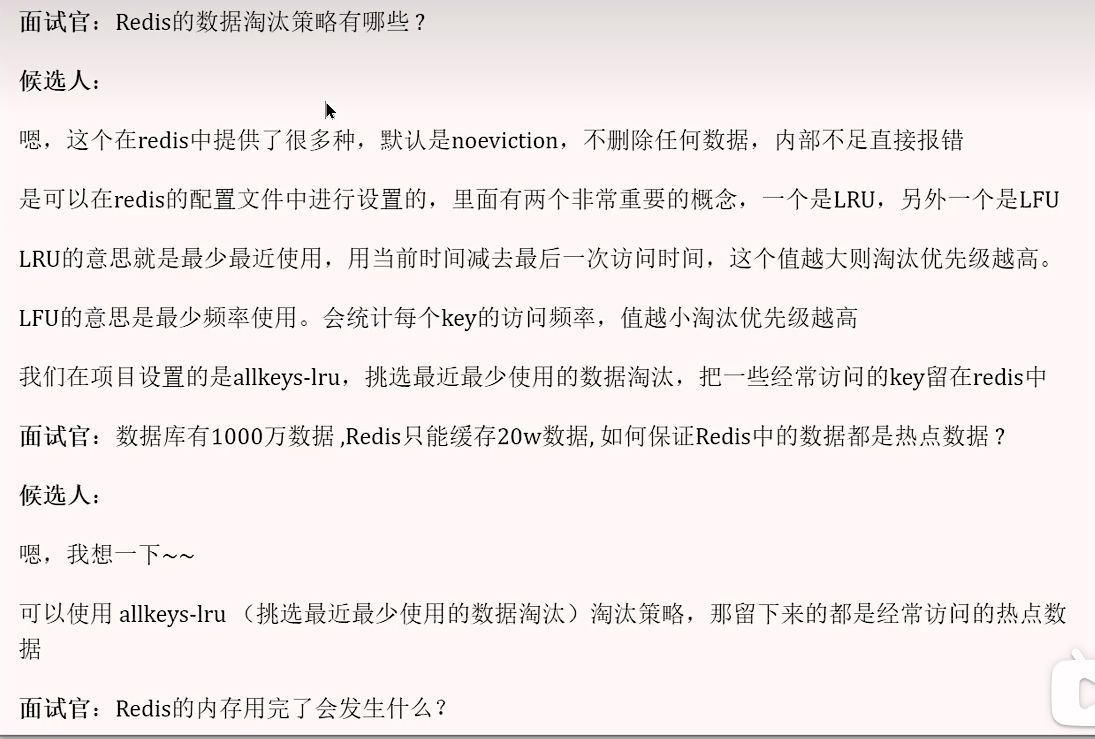 面试官：Redis的数据淘汰策略有哪些？
候选人：
嗯，这个在redis中提供了很多种，默认是noeviction，不删除任何数据，内部不足直接报错
是可以在redis的配置文件中进行设置的，里面有两个非常重要的概念，一个是LRU，另外一个是LFU
LRU的意思就是最少最近使用，用当前时间减去最后一次访问时间，这个值越大则淘汰优先级越高。
LFU的意思是最少频率使用。会统计每个key的访问频率，值越小淘汰优先级越高
我们在项目设置的是allkeys-lru，挑选最近最少使用的数据淘汰，把一些经常访问的key留在redis中
面试官：数据库有1000万数据 ,Redis只能缓存20w数据, 如何保证Redis中的数据都是热点数据？
候选人：
嗯，我想一下~~
可以使用 allkeys-lru （挑选最近最少使用的数据淘汰）淘汰策略，那留下来的都是经常访问的热点数
据
面试官：Redis的内存用完了会发生什么？